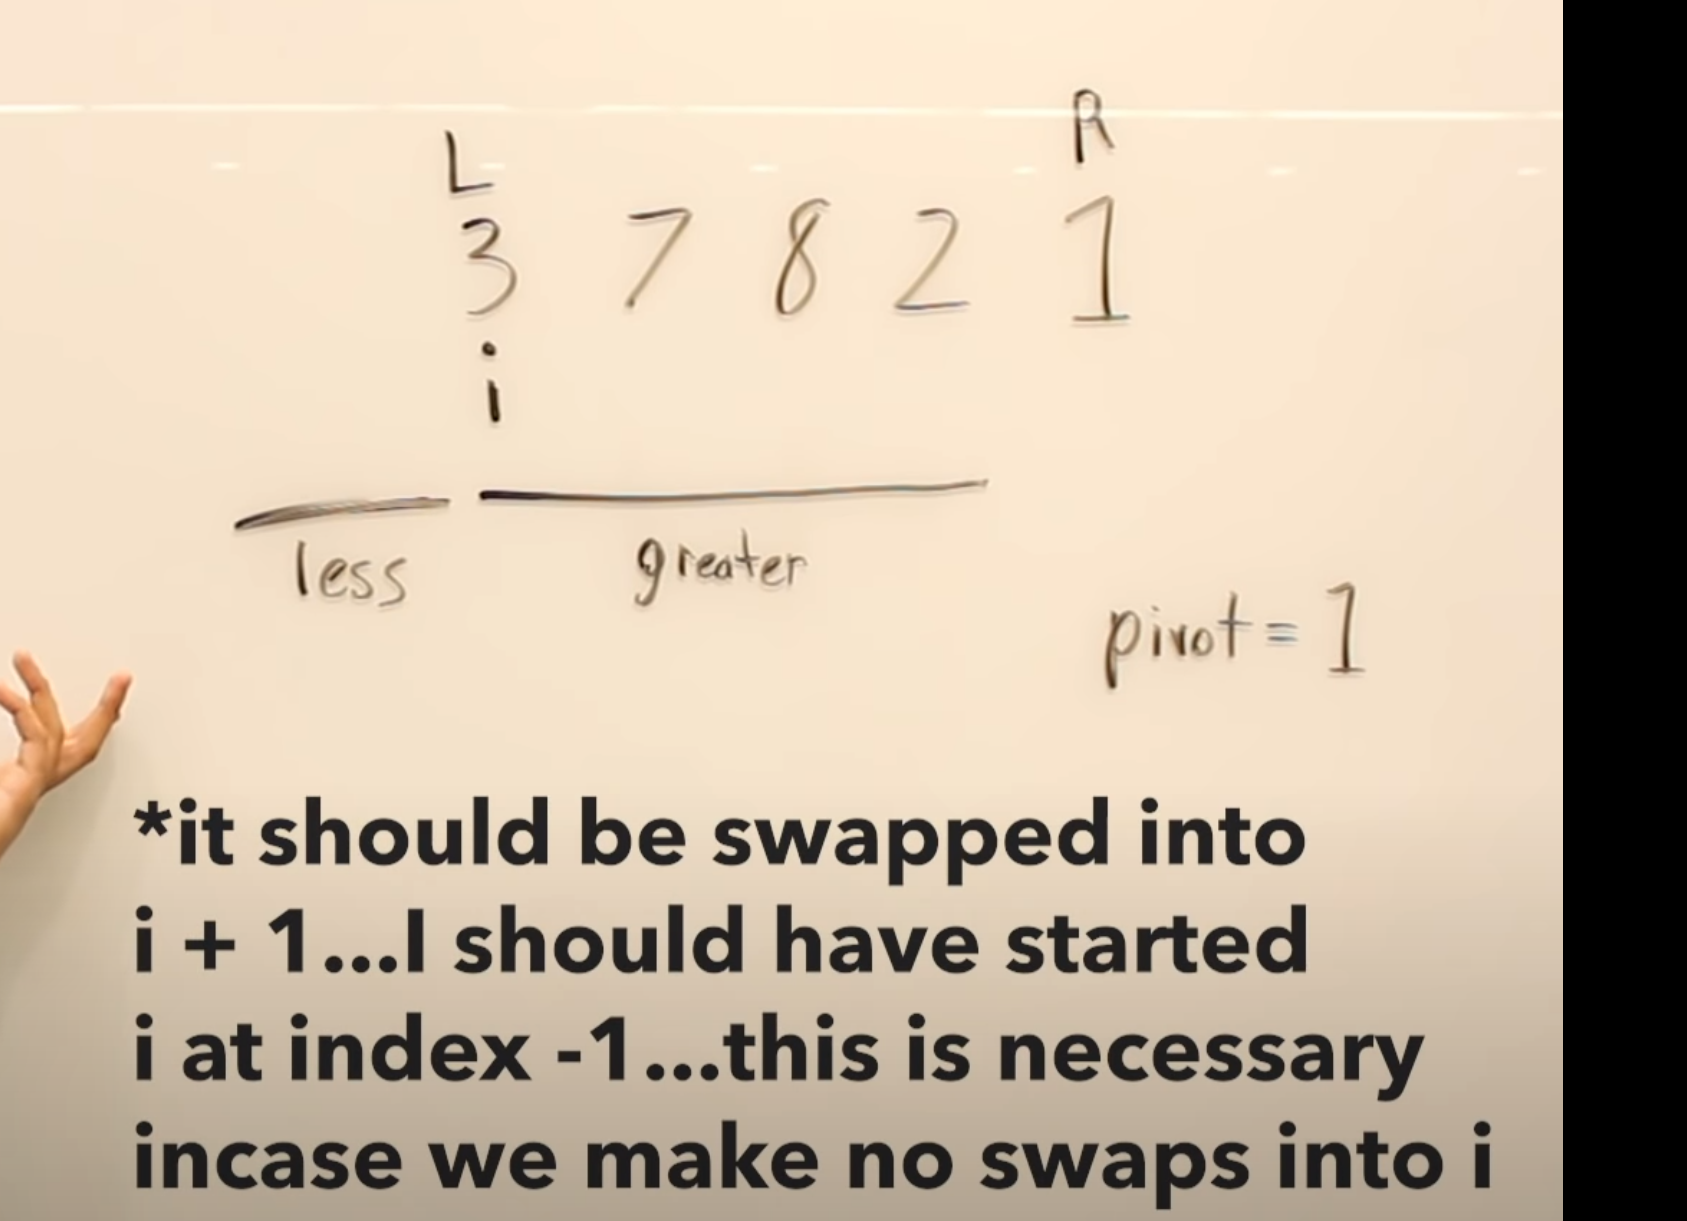 L R
3 7 8 2 1
i
less greater
pivot = 1
*it should be swapped into
i + 1...I should have started
i at index -1...this is necessary
incase we make no swaps into i